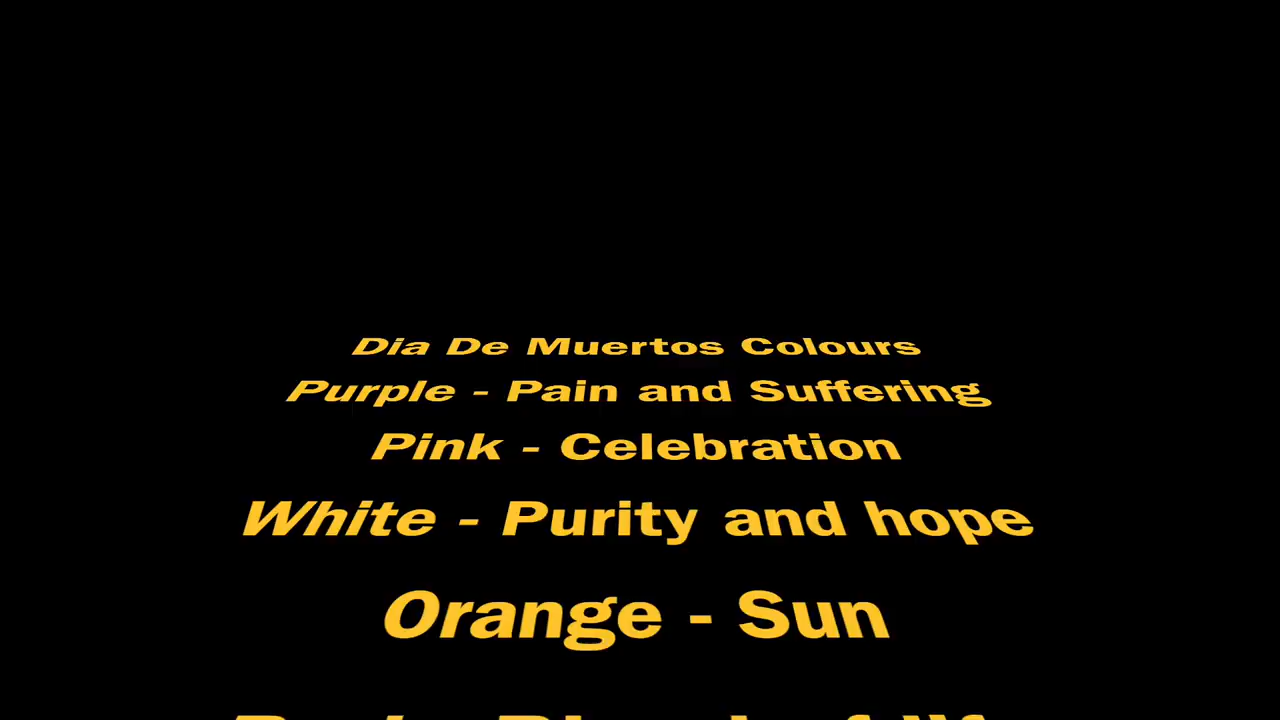 Dia De Muertos Colours
Purple - Pain and Suffering
Pink - Celebration
White - Purity and hope
Orange - Sun